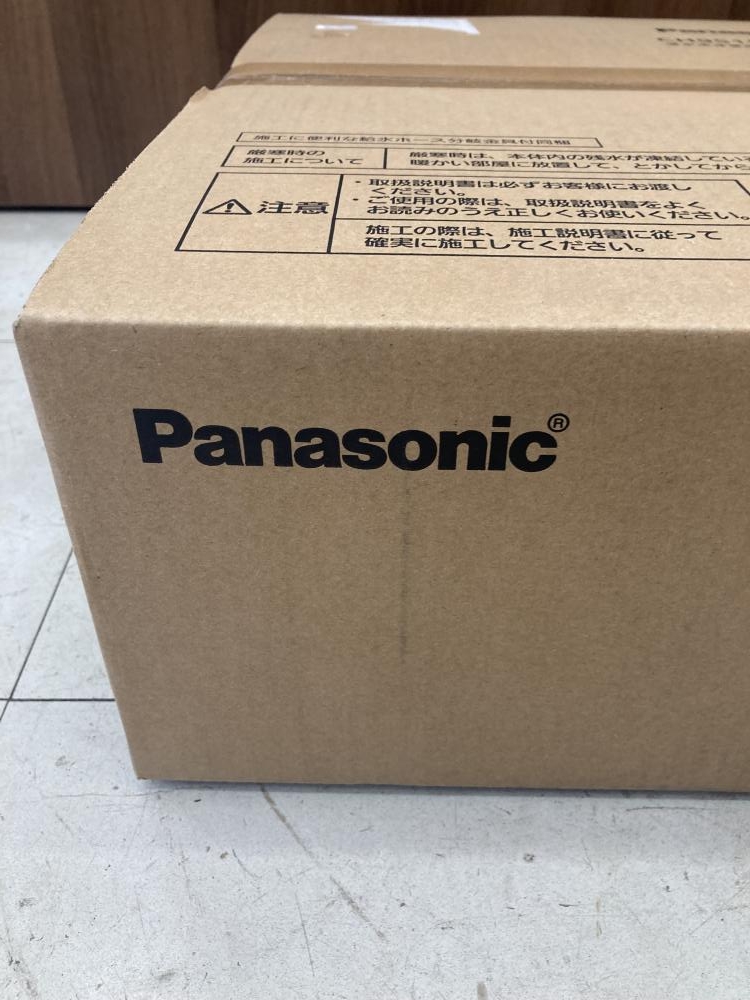 Panasonic
施工に便利な給水ホース分岐金具付同梱
厳寒時の
施工について
厳寒時は、本体内の残水が凍結してい
暖かい部屋に放置して、とかしてから
注意
・取扱説明書は必ずお客様にお渡し
ください。
・ご使用の際は、取扱説明書をよく
お読みのうえ正しくお使いください。
施工の際は、施工説明書に従って
確実に施工してください。
Panasonic®